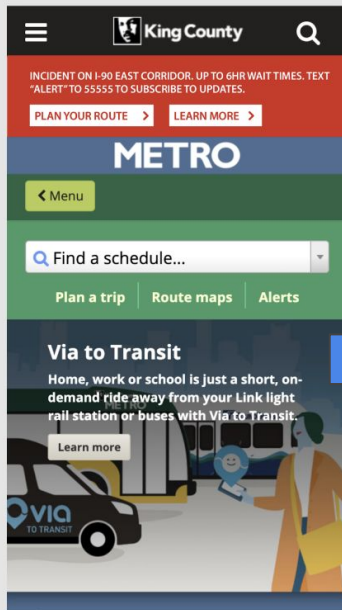 King County
INCIDENT ON I-90 EAST CORRIDOR. UP TO 6HR WAIT TIMES. TEXT
"ALERT" TO 55555 TO SUBSCRIBE TO UPDATES.
PLAN YOUR ROUTE >
LEARN MORE >
METRO
Menu
Find a schedule...
Plan a trip
Route maps
Alerts
Via to Transit
Home, work or school is just a short, on-
demand ride away from your Link light
rail station or buses with Via to Transit.
METRO
Learn more
via
TO TRANSIT